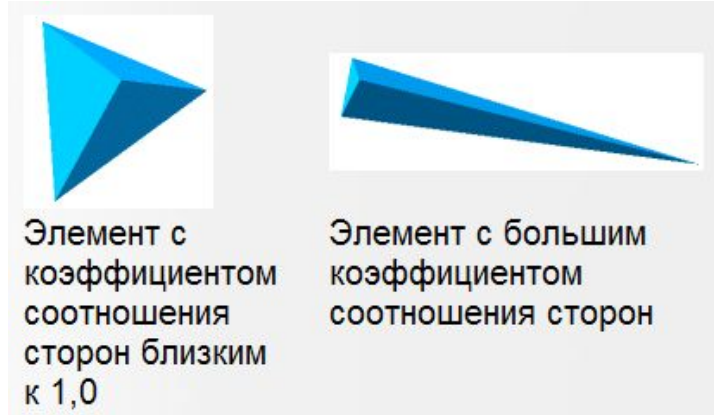 Элемент с
коэффициентом
соотношения
сторон близким
к 1,0
Элемент с большим
коэффициентом
соотношения сторон